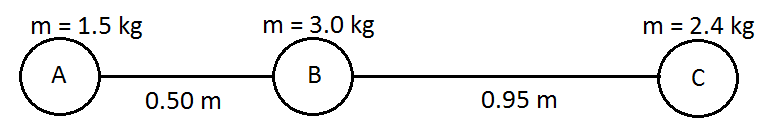 m = 1.5 kg
m = 3.0 kg
m = 2.4 kg
A
B
C
0.50 m
0.95 m